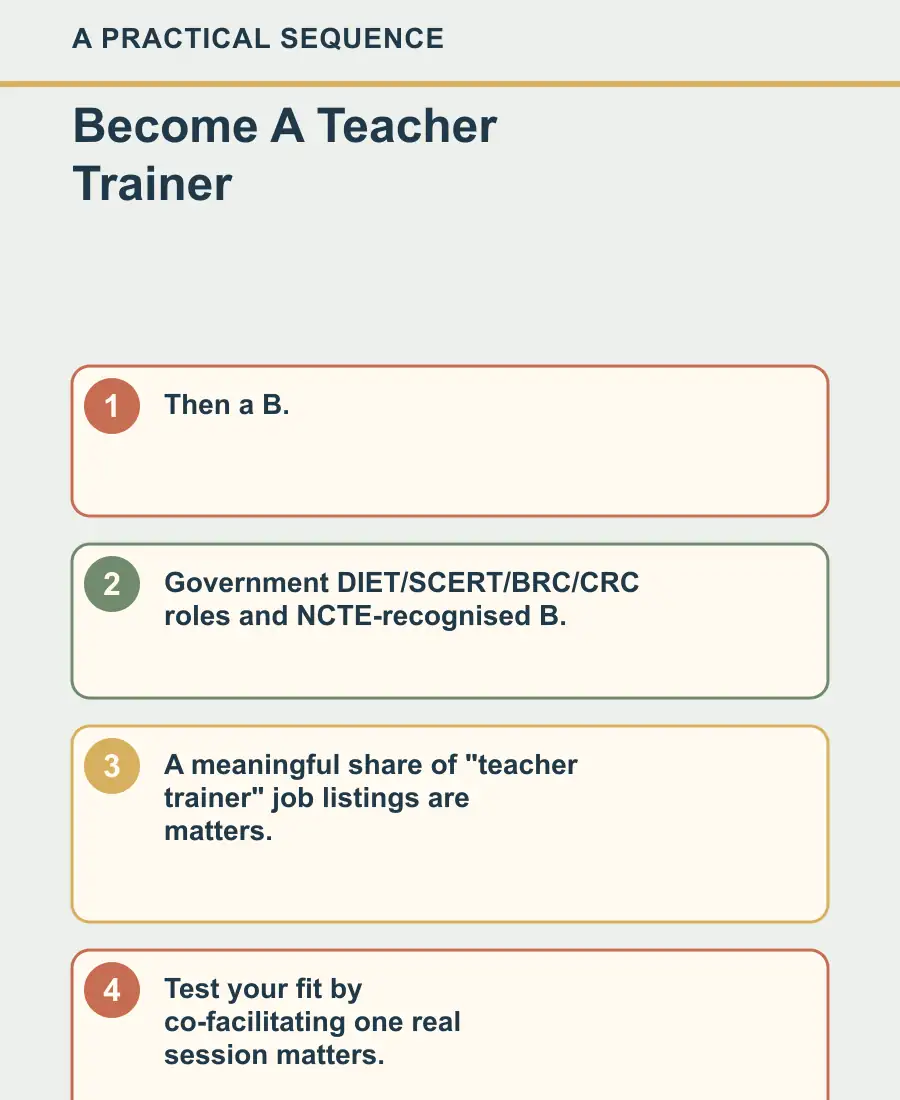 A PRACTICAL SEQUENCE
Become A Teacher
Trainer
1
Then a B.
2
Government DIET/SCERT/BRC/CRC
roles and NCTE-recognised B.
3
A meaningful share of "teacher
trainer" job listings are
matters.
4
Test your fit by
co-facilitating one real
session matters.